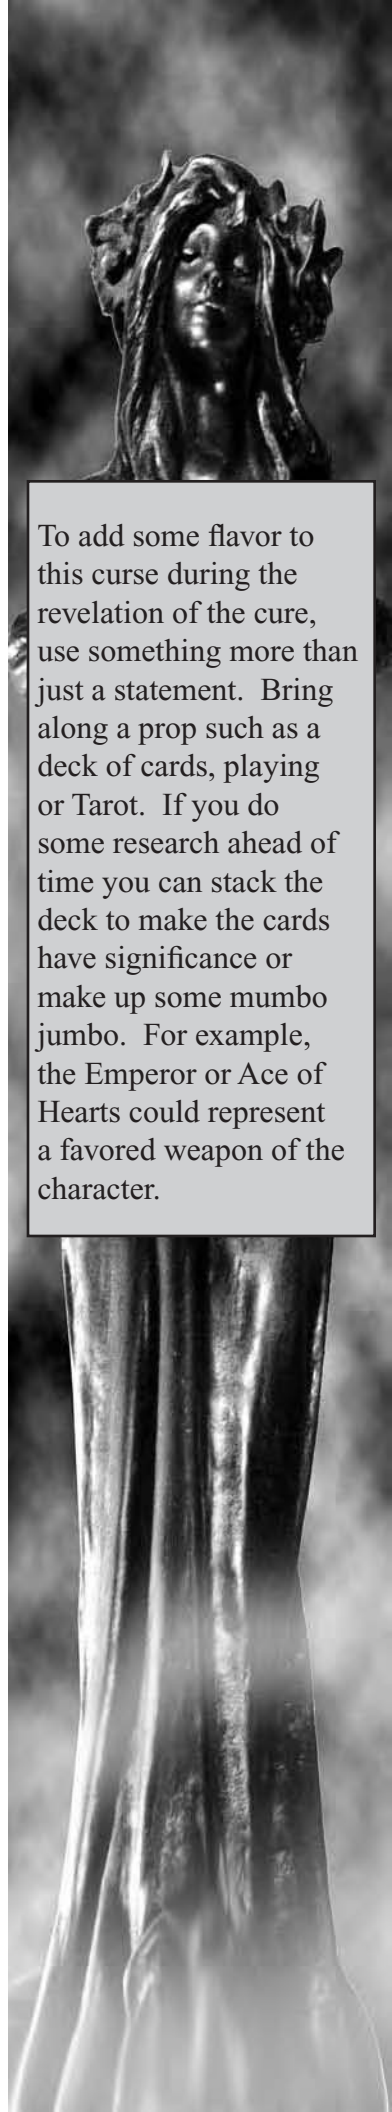 To add some flavor to
this curse during the
revelation of the cure,
use something more than
just a statement.  Bring
along a prop such as a
deck of cards, playing
or Tarot.  If you do
some research ahead of
time you can stack the
deck to make the cards
have significance or
make up some mumbo
jumbo.  For example,
the Emperor or Ace of
Hearts could represent
a favored weapon of the
character.